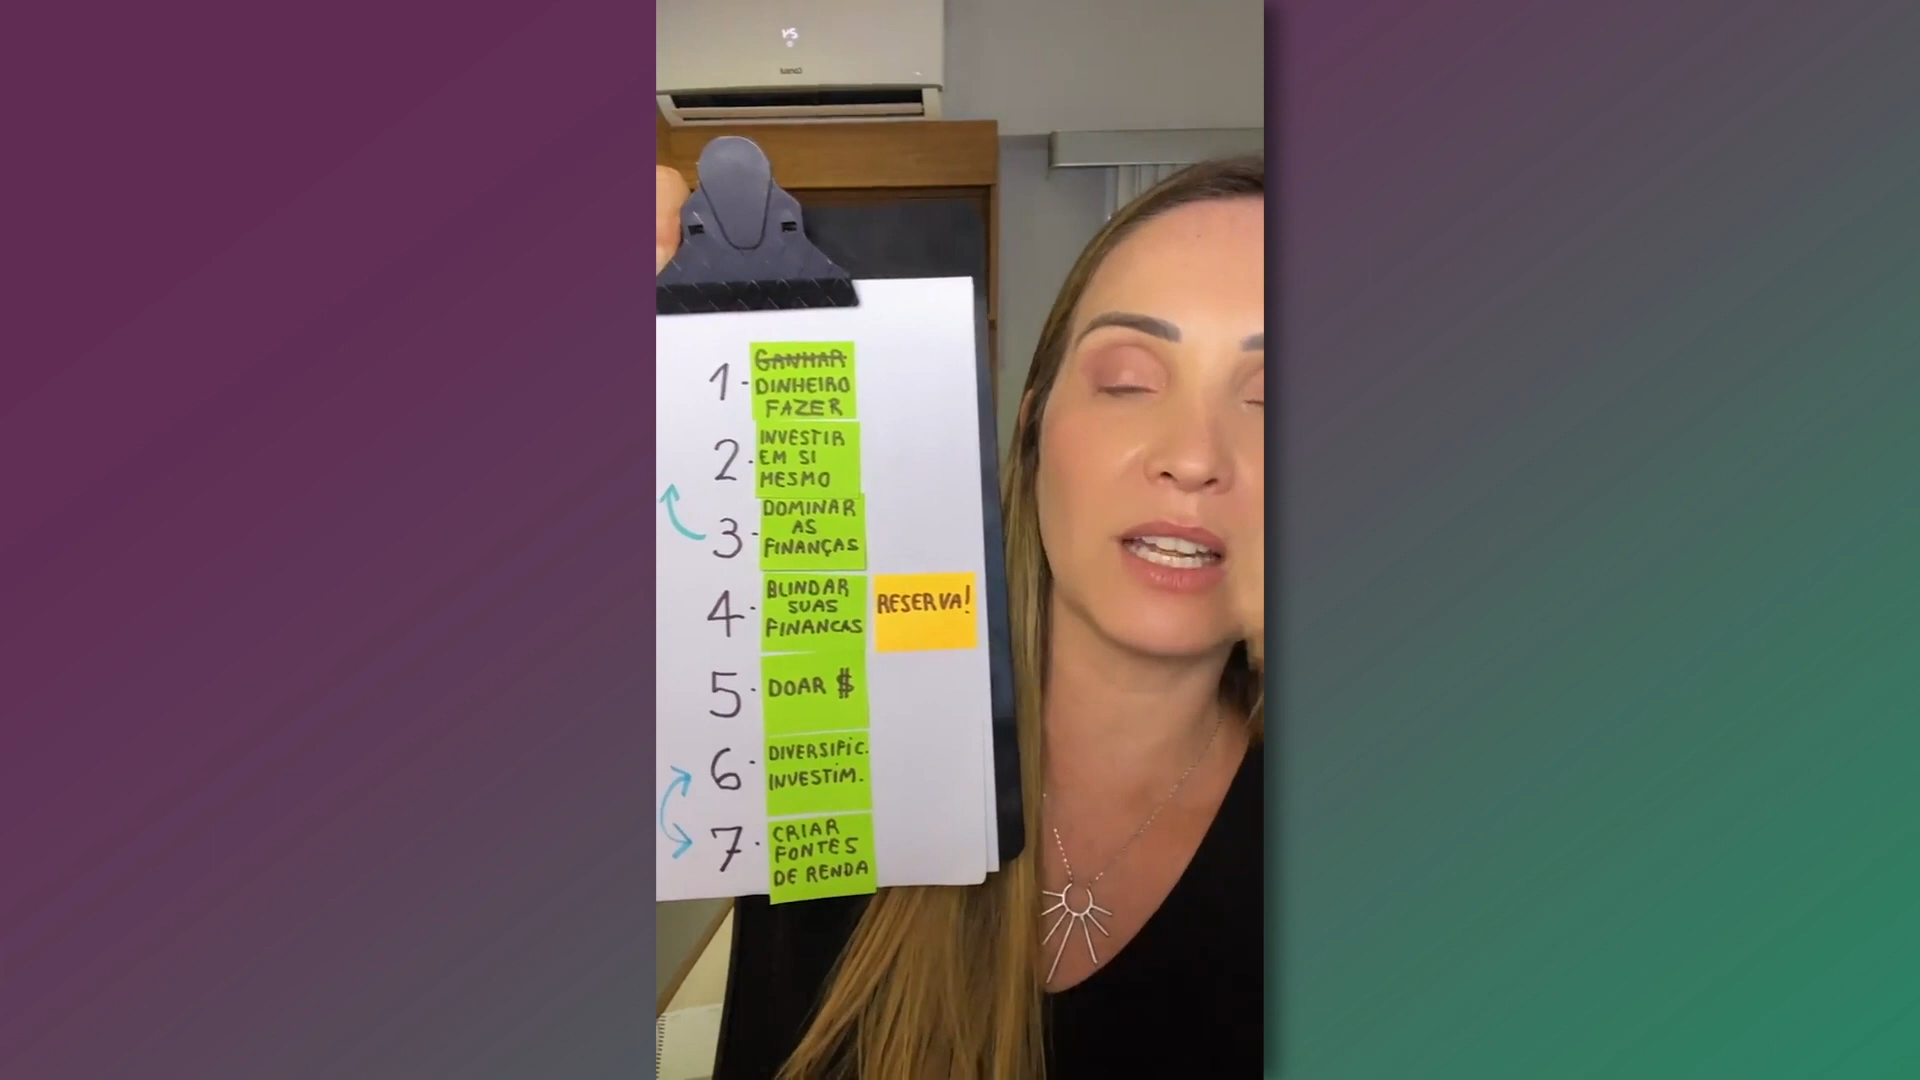 1- GANHAR
DINHEIRO
FAZER
2. INVESTIR
EM SI
MESMO
3- DOMINAR
AS
FINANÇAS
4. BLINDAR
SUAS
FINANCAS
RESERVA!
5. DOAR $
6. DIVERSIFIC.
INVESTIM.
7. CRIAR
FONTES
DE RENDA